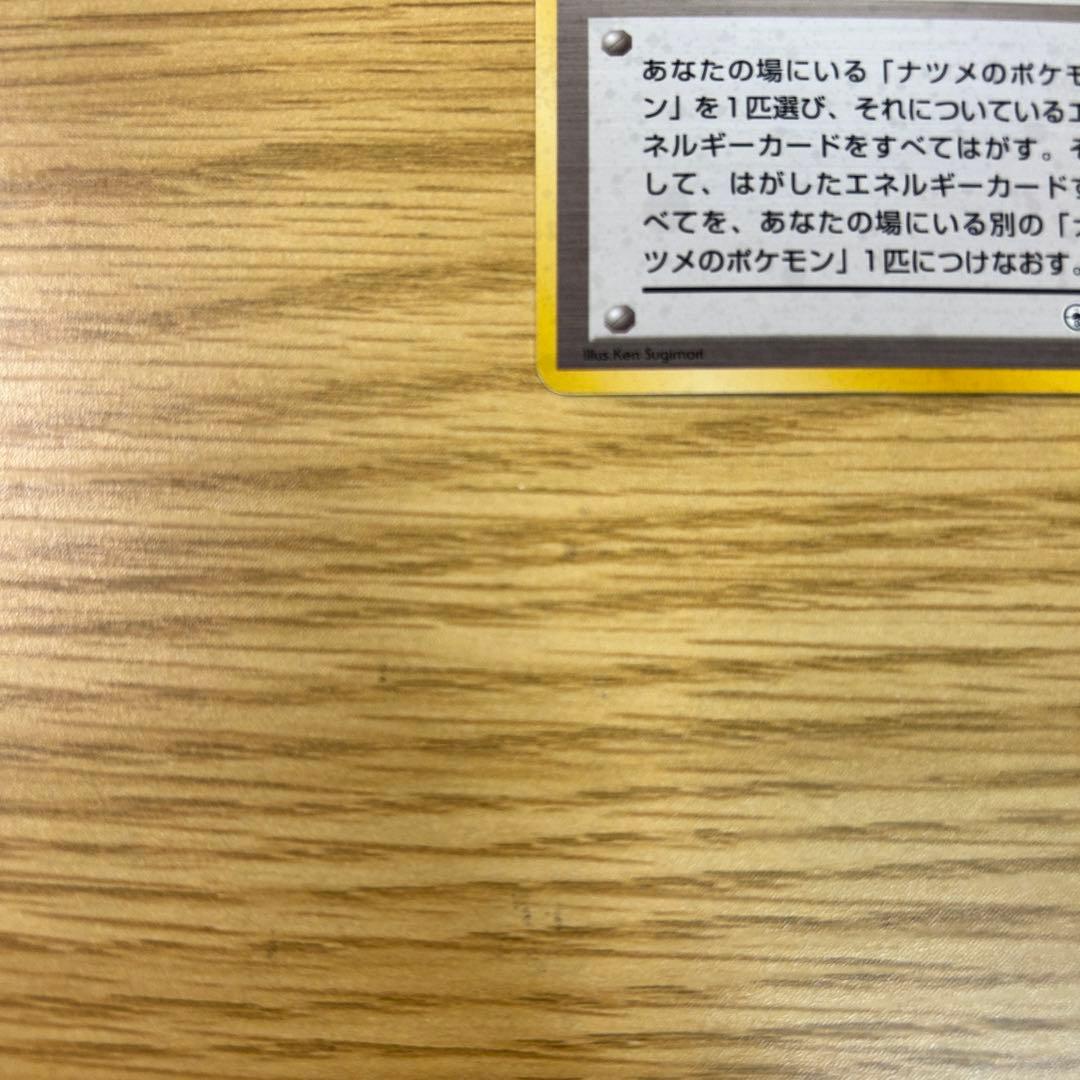 あなたの場にいる「ナツメのポケモ
ン」を1匹選び、それについているエ
ネルギーカードをすべてはがす。そ
して、はがしたエネルギーカードす
べてを、あなたの場にいる別の「ナ
ツメのポケモン」1匹につけなおす。
Illus.Ken Sugimori